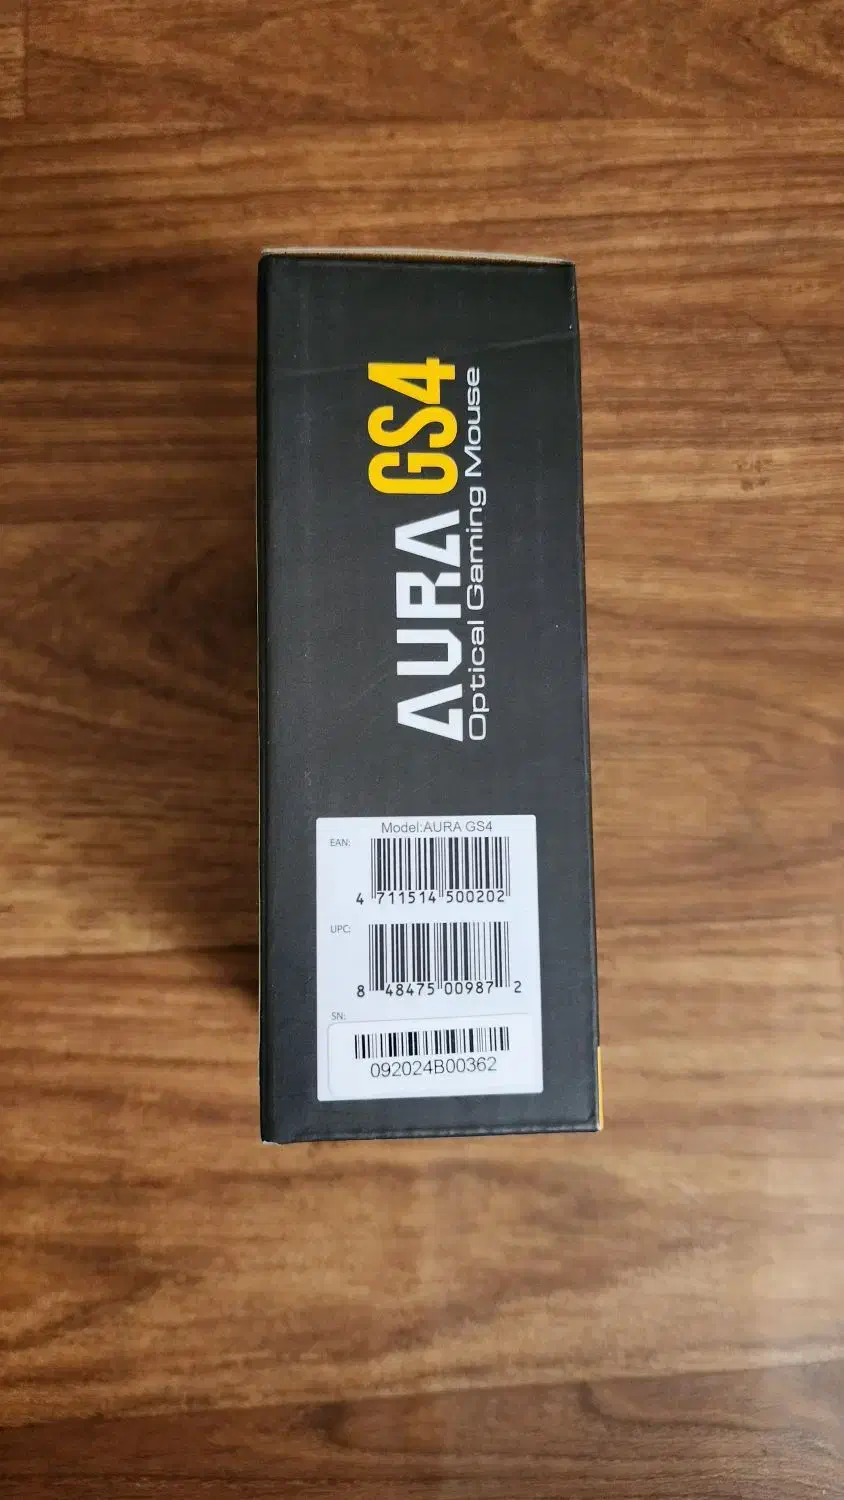 AURA GS4
Optical Gaming Mouse
Model:AURA GS4
EAN:
4 711514 500202
UPC:
8 48475 00987 2
SN:
092024B00362